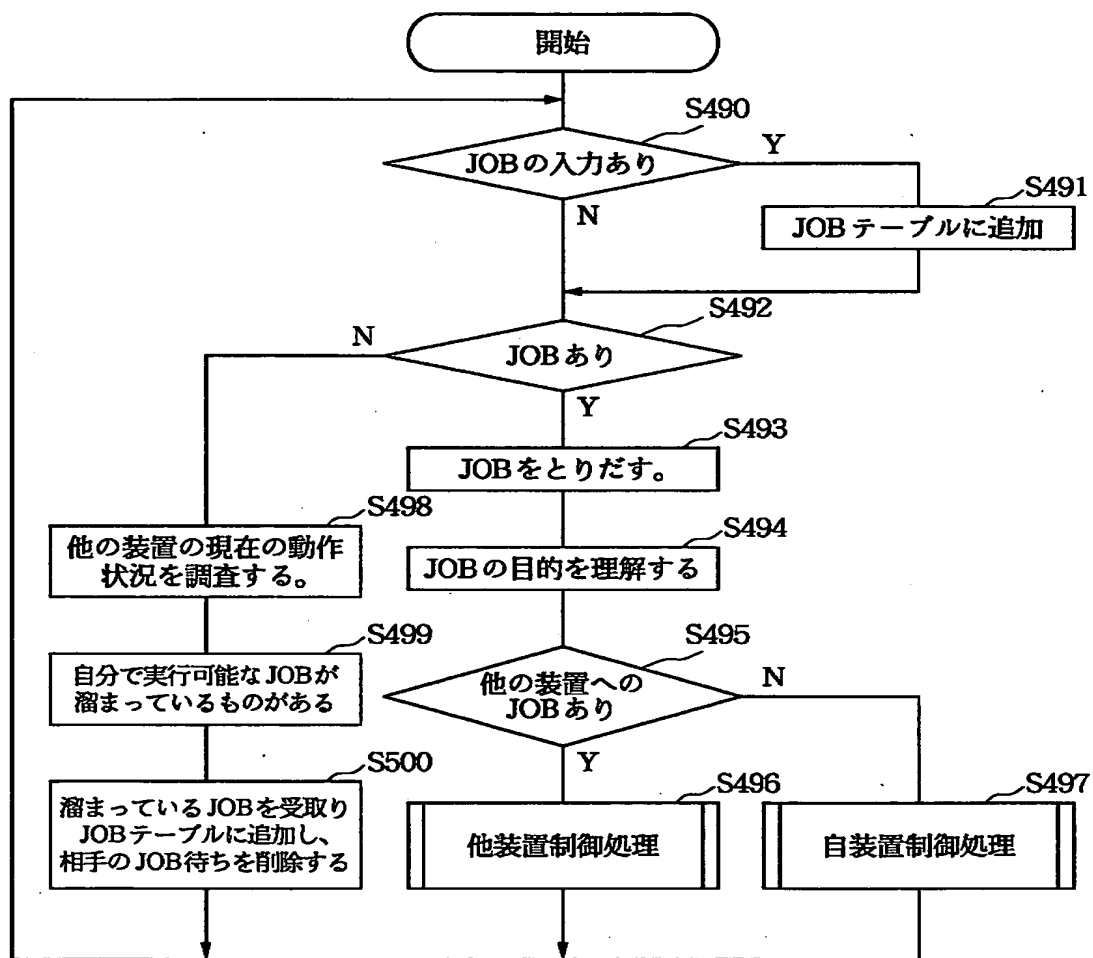 開始
S490
JOBの入力あり
Y
N
S491
JOBテーブルに追加
S492
JOBあり
N
Y
S493
JOBをとりだす。
S498
他の装置の現在の動作
状況を調査する。
S494
JOBの目的を理解する
S499
自分で実行可能なJOBが
溜まっているものがある
S495
他の装置への
JOBあり
N
Y
S500
溜まっているJOBを受取り
JOBテーブルに追加し、
相手のJOB待ちを削除する
S496
他装置制御処理
S497
自装置制御処理